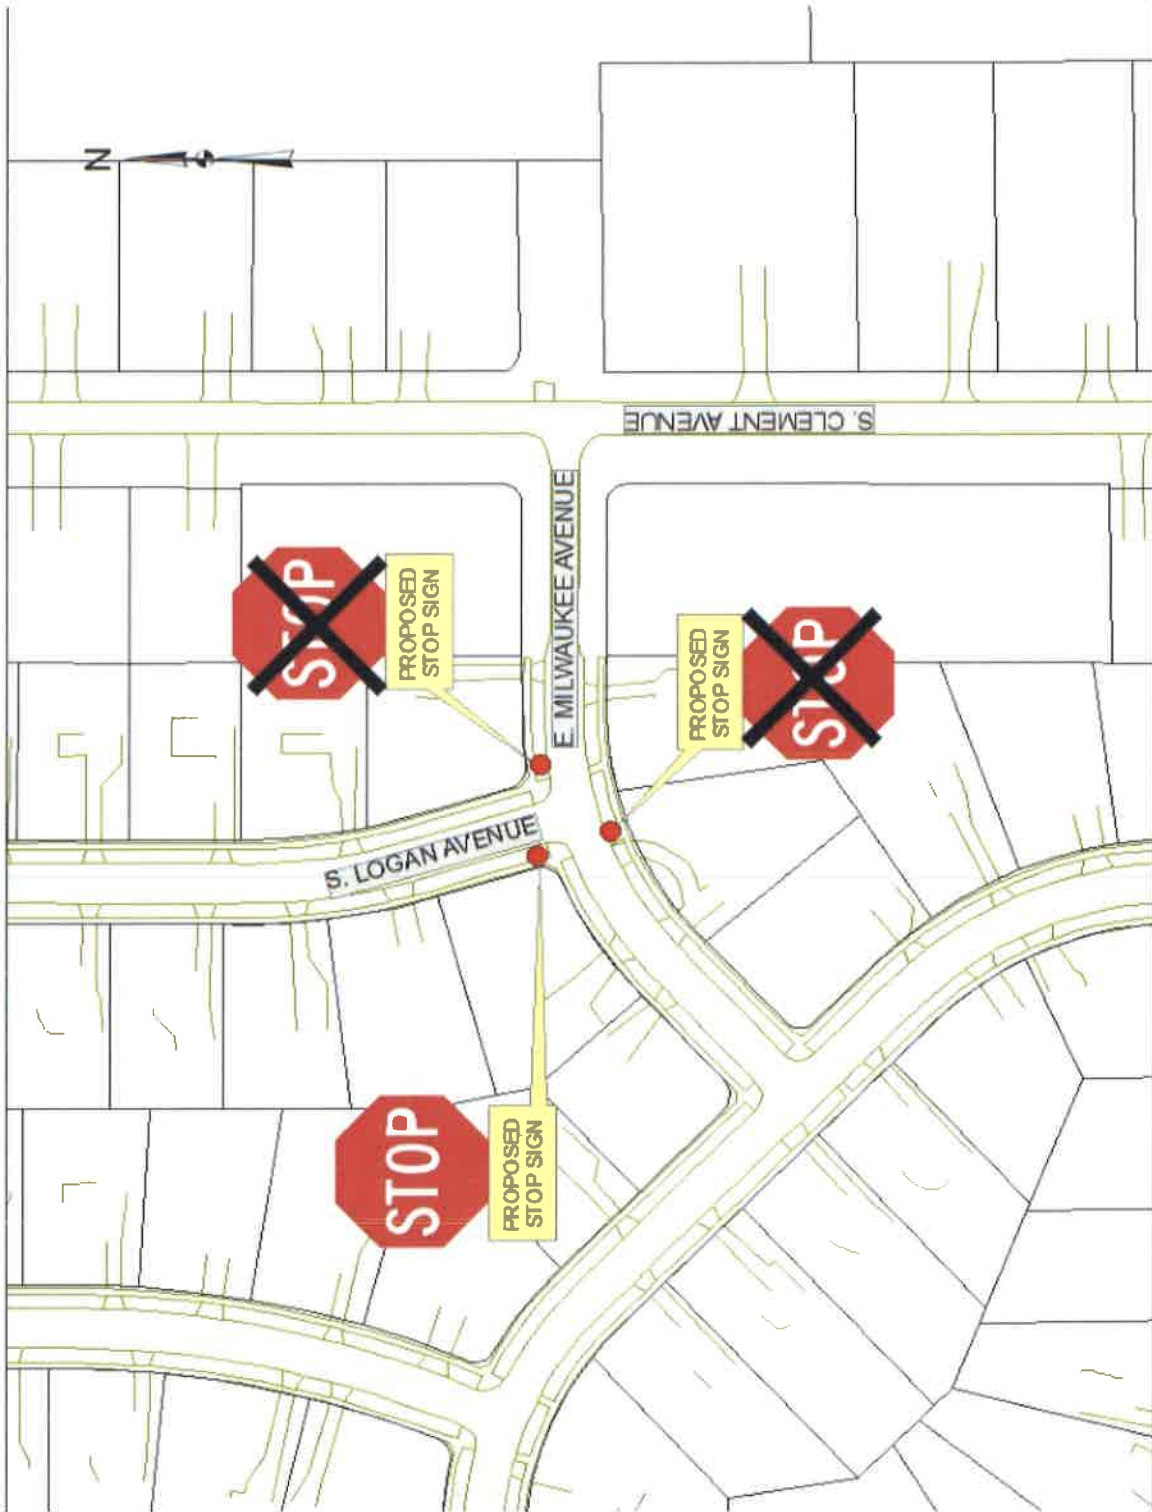 N
S. CLEMENT AVENUE
E. MILWAUKEE AVENUE
S. LOGAN AVENUE
STOP
PROPOSED
STOP SIGN
STOP
PROPOSED
STOP SIGN
STOP
PROPOSED
STOP SIGN